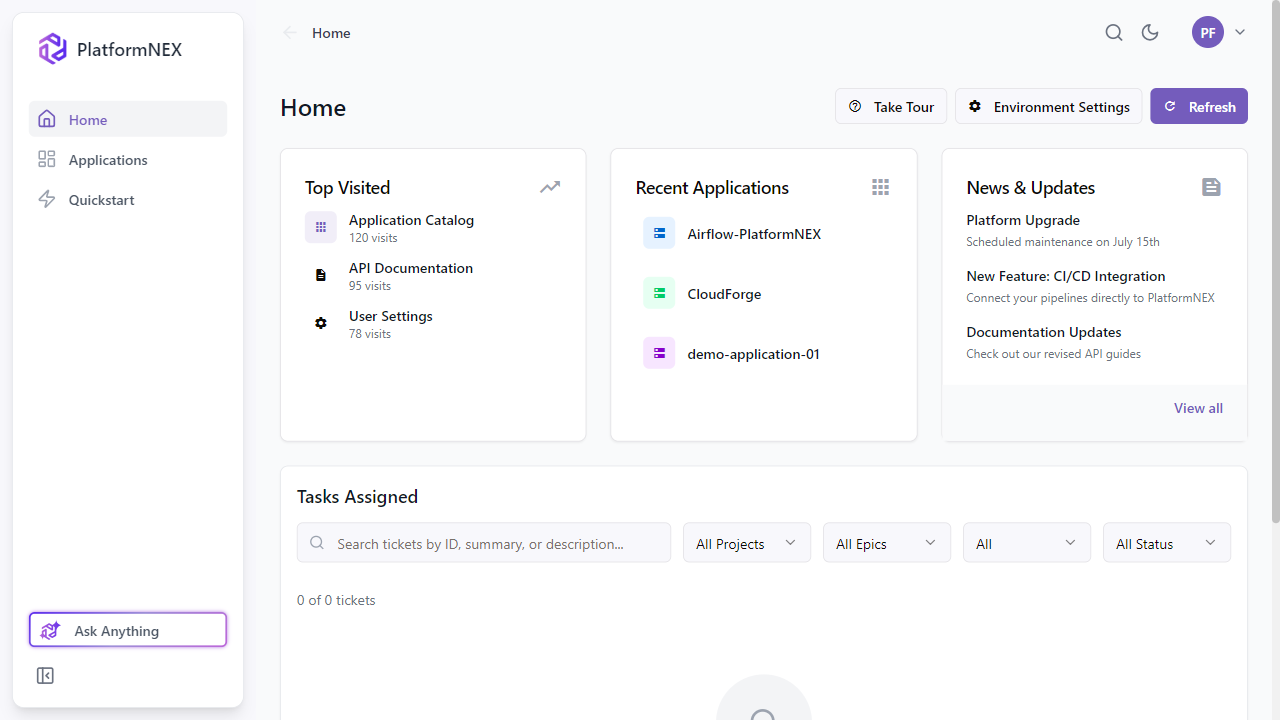 PlatformNEX
Home
Applications
Quickstart
Ask Anything
Home
PF
Home
Take Tour
Environment Settings
Refresh
Top Visited
Application Catalog
120 visits
API Documentation
95 visits
User Settings
78 visits
Recent Applications
Airflow-PlatformNEX
CloudForge
demo-application-01
News & Updates
Platform Upgrade
Scheduled maintenance on July 15th
New Feature: CI/CD Integration
Connect your pipelines directly to PlatformNEX
Documentation Updates
Check out our revised API guides
View all
Tasks Assigned
Search tickets by ID, summary, or description...
All Projects
All Epics
All
All Status
0 of 0 tickets